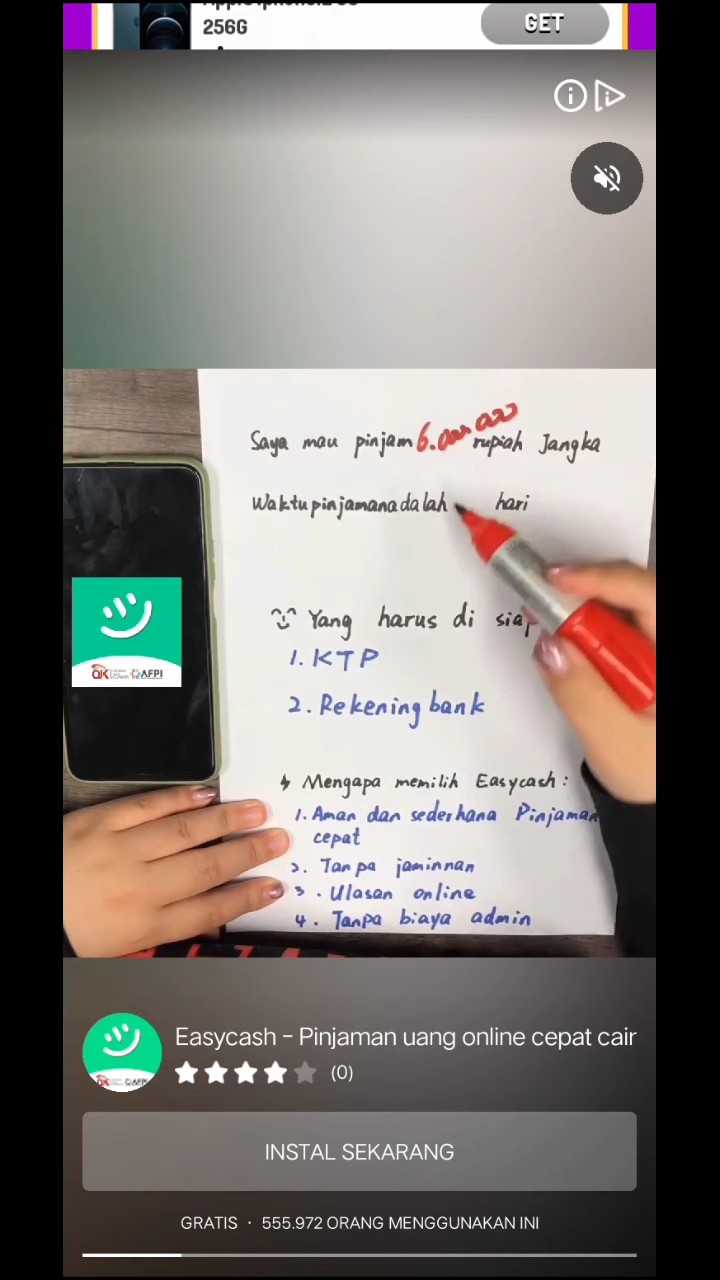 256G
GET
Saya mau pinjam 6.000.000 rupiah Jangka
Waktu pinjaman adalah hari
Yang harus di
1. KTP
2. Rekening bank
Mengapa memilih Easycash :
1. Aman dan sederhana Pinjaman
cepat
2. Tanpa jaminnan
3. Ulasan online
4. Tanpa biaya admin
AFPI
Easycash – Pinjaman uang online cepat cair
(0)
INSTAL SEKARANG
GRATIS · 555.972 ORANG MENGGUNAKAN INI